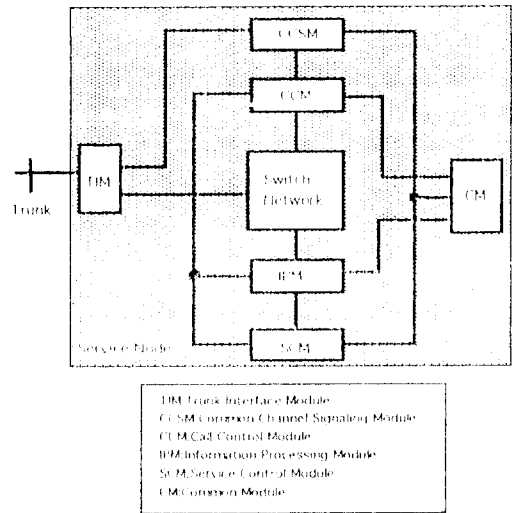 CCSM
CCM
TIM
Switch
Network
CM
Trunk
IPM
SCM
Service Node
TIM:Trunk Interface Module
CCSM:Common Channel Signaling Module
CCM:Call Control Module
IPM:Information Processing Module
SCM:Service Control Module
CM:Common Module